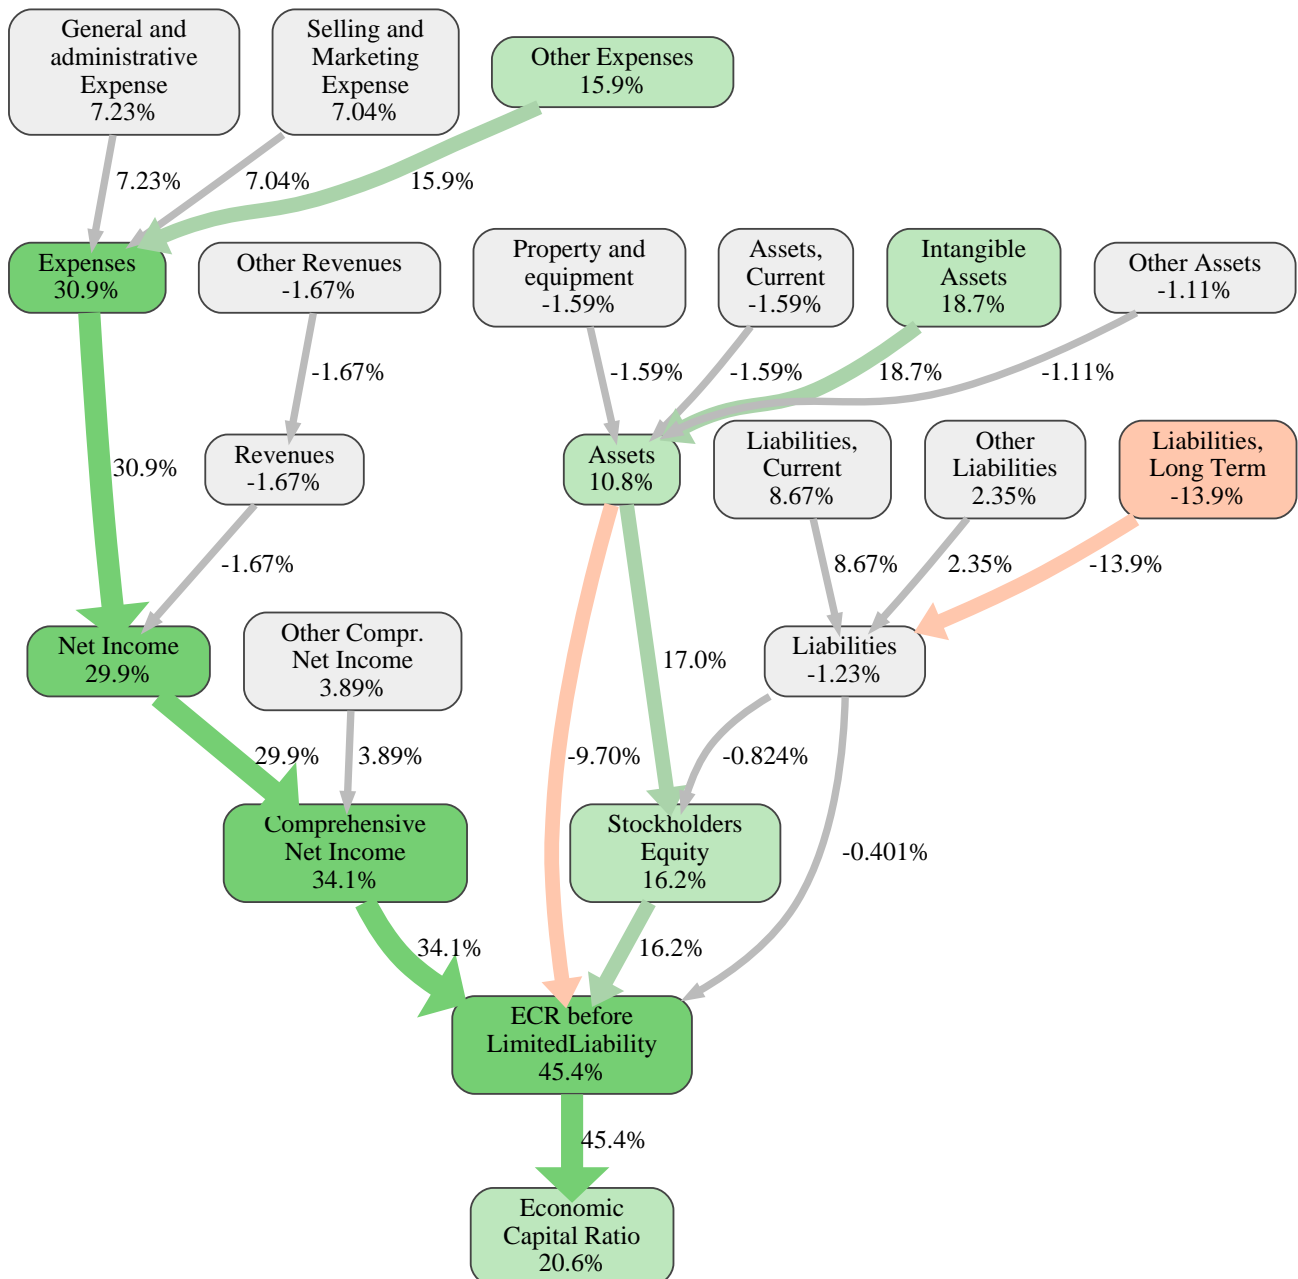 General and
administrative
Expense
7.23%
Selling and
Marketing
Expense
7.04%
Other Expenses
15.9%
7.23%
7.04%
15.9%
Expenses
30.9%
Other Revenues
-1.67%
Property and
equipment
-1.59%
Assets,
Current
-1.59%
Intangible
Assets
18.7%
Other Assets
-1.11%
-1.67%
-1.59%
-1.59%
18.7%
-1.11%
30.9%
Revenues
-1.67%
Assets
10.8%
Liabilities,
Current
8.67%
Other
Liabilities
2.35%
Liabilities,
Long Term
-13.9%
-1.67%
8.67%
2.35%
-13.9%
Net Income
29.9%
Other Compr.
Net Income
3.89%
17.0%
Liabilities
-1.23%
29.9%
3.89%
-9.70%
-0.824%
Comprehensive
Net Income
34.1%
Stockholders
Equity
16.2%
-0.401%
34.1%
16.2%
ECR before
LimitedLiability
45.4%
45.4%
Economic
Capital Ratio
20.6%